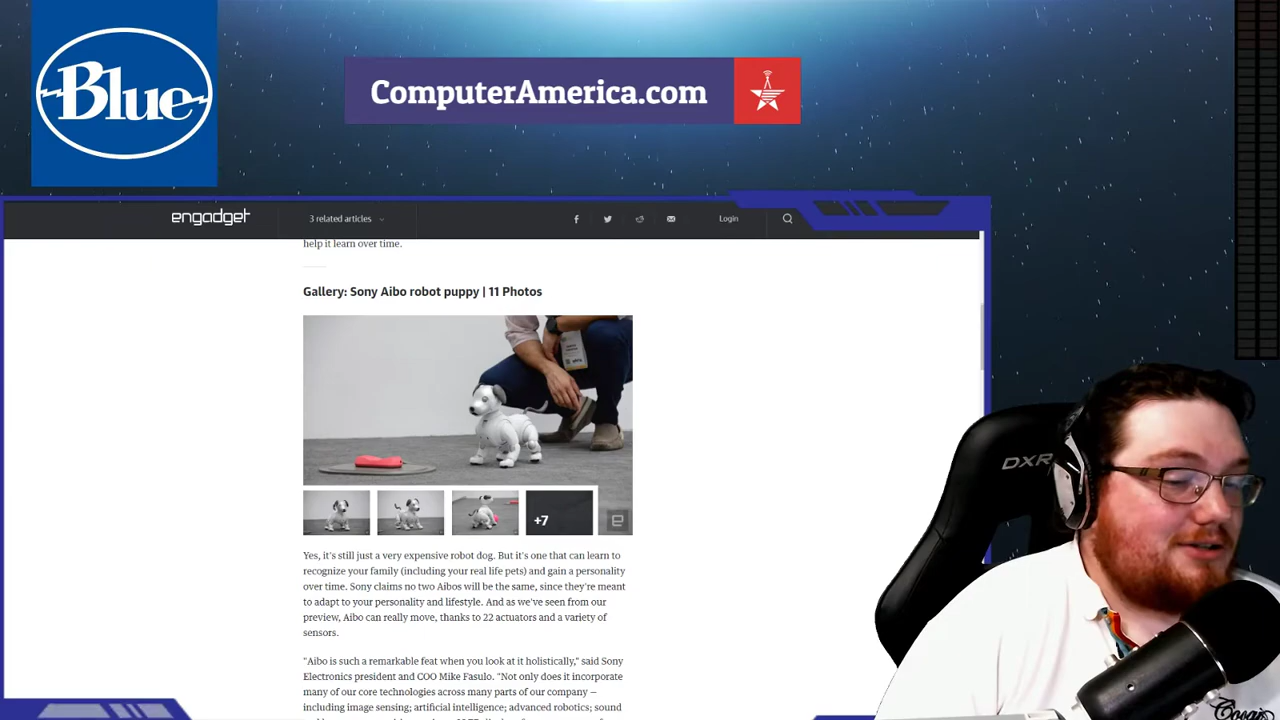 Blue
ComputerAmerica.com
engadget
3 related articles
Login
help it learn over time.
Gallery: Sony Aibo robot puppy | 11 Photos
+7
e
Yes, it's still just a very expensive robot dog. But it's one that can learn to
recognize your family (including your real life pets) and gain a personality
over time. Sony claims no two Aibos will be the same, since they're meant
to adapt to your personality and lifestyle. And as we've seen from our
preview, Aibo can really move, thanks to 22 actuators and a variety of
sensors.
"Aibo is such a remarkable feat when you look at it holistically," said Sony
Electronics president and COO Mike Fasulo. "Not only does it incorporate
many of our core technologies across many parts of our company —
including image sensing; artificial intelligence; advanced robotics; sound
DXR